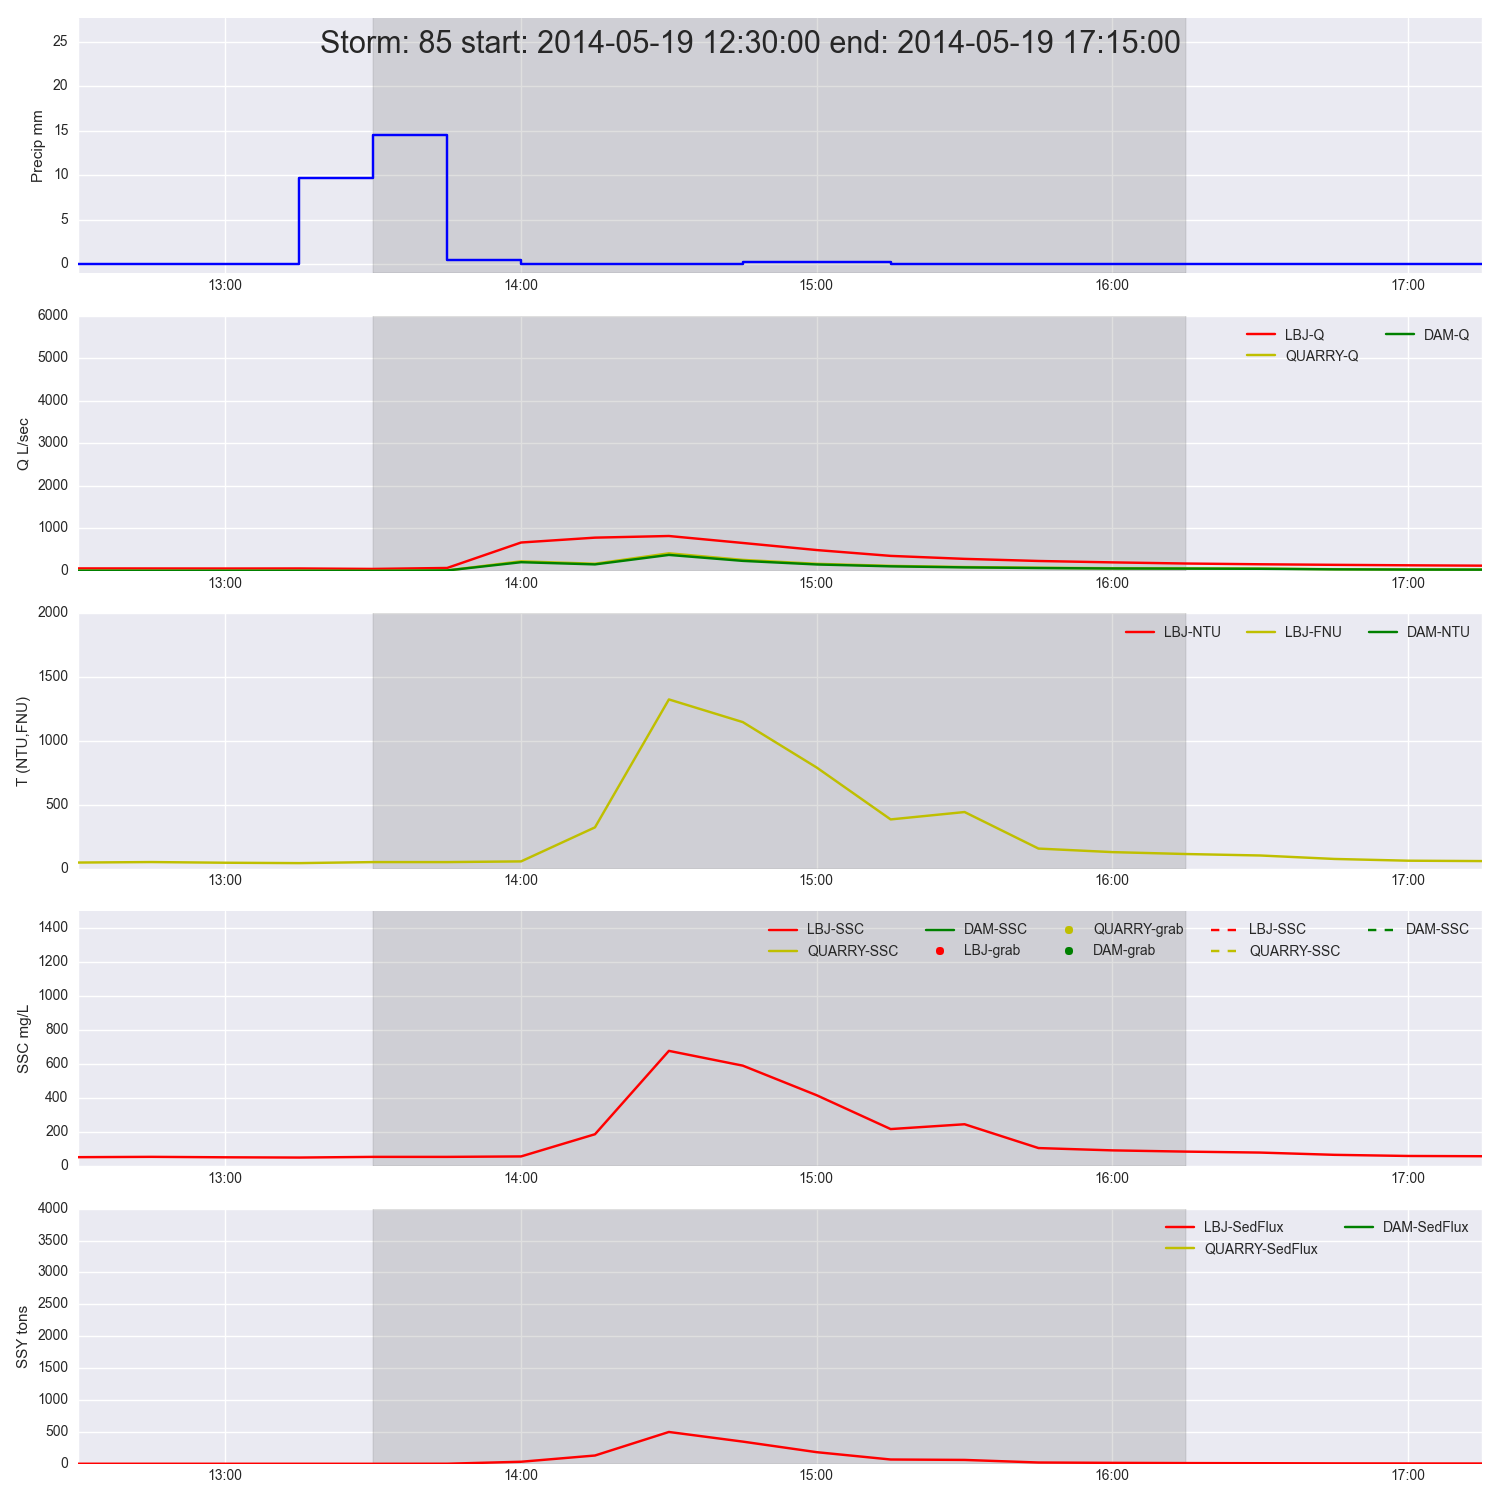 Storm: 85 start: 2014-05-19 12:30:00 end: 2014-05-19 17:15:00
Precip mm
25
20
15
10
5
0
13:00 14:00 15:00 16:00 17:00
Q L/sec
6000
5000
4000
3000
2000
1000
0
LBJ-Q DAM-Q
QUARRY-Q
13:00 14:00 15:00 16:00 17:00
T (NTU,FNU)
2000
1500
1000
500
0
LBJ-NTU LBJ-FNU DAM-NTU
13:00 14:00 15:00 16:00 17:00
SSC mg/L
1400
1200
1000
800
600
400
200
0
LBJ-SSC DAM-SSC QUARRY-grab LBJ-SSC DAM-SSC
QUARRY-SSC LBJ-grab DAM-grab QUARRY-SSC
13:00 14:00 15:00 16:00 17:00
SSY tons
4000
3500
3000
2500
2000
1500
1000
500
0
LBJ-SedFlux DAM-SedFlux
QUARRY-SedFlux
13:00 14:00 15:00 16:00 17:00